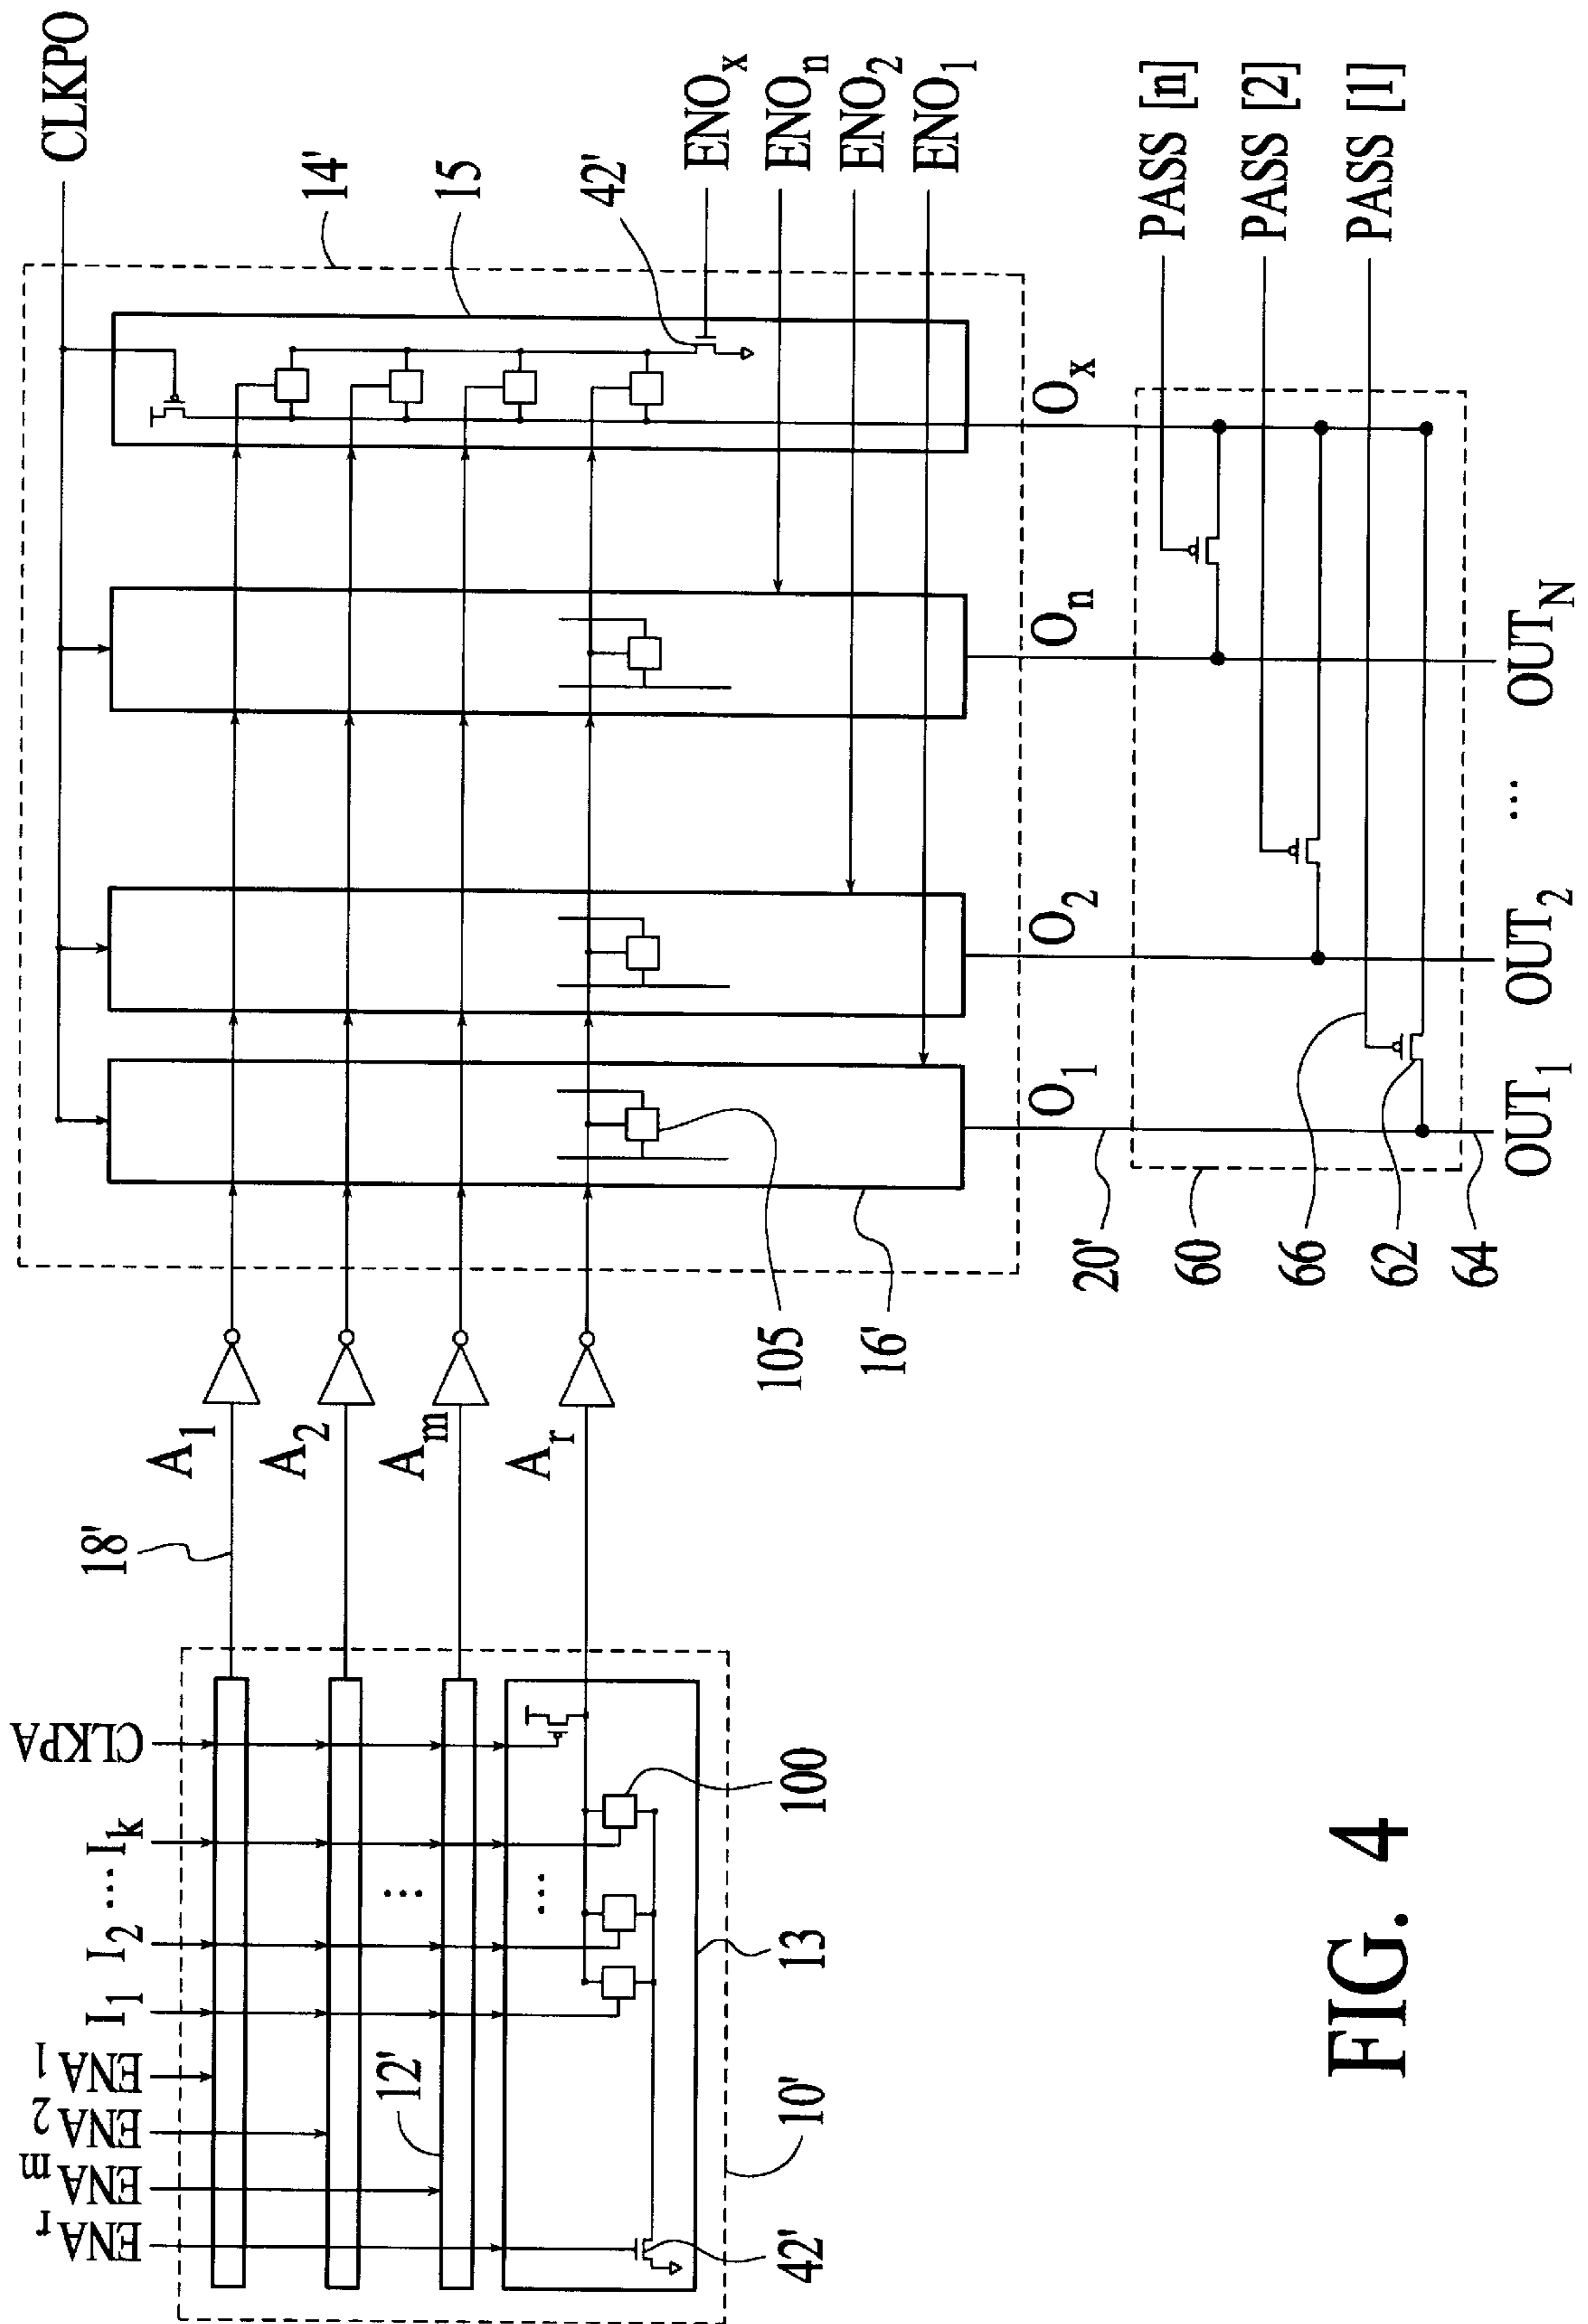 CLKPO
14'
15
42'
ENOx
ENOn
ENO2
ENO1
PASS [n]
PASS [2]
PASS [1]
Ox
On
O2
O1
OUTN
...
OUT2
OUT1
20'
60
66
62
64
105
16'
A1
A2
Am
Ar
18'
CLKPA
Ik
...
I2
I1
ENA1
ENA2
ENAm
ENAr
...
...
12'
100
13
10'
42'
FIG. 4